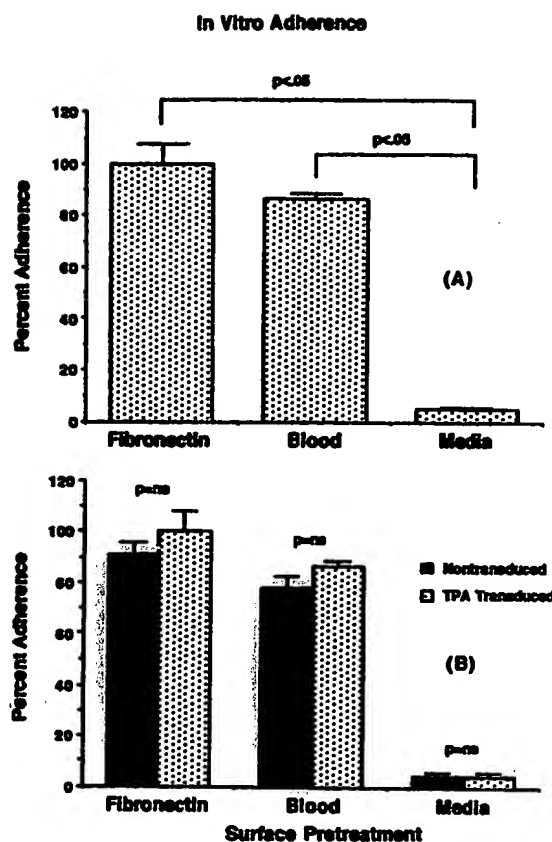 In Vitro Adherence
p<.05
p<.05
120
100
80
60
40
20
0
Percent Adherence
(A)
Fibronectin Blood Media
120
100
80
60
40
20
0
Percent Adherence
p=ns
p=ns
Nontransduced
TPA Transduced
(B)
p=ns
Fibronectin Blood Media
Surface Pretreatment